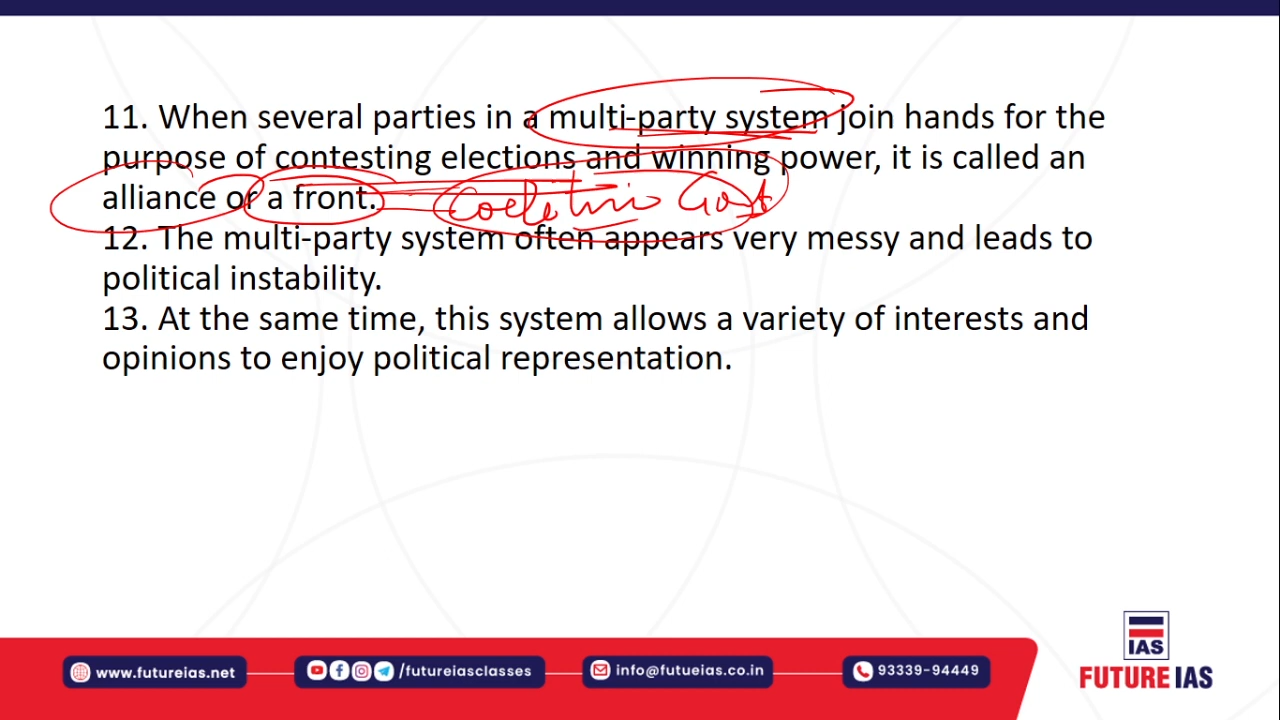 11. When several parties in a multi-party system join hands for the
purpose of contesting elections and winning power, it is called an
alliance or a front.
12. The multi-party system often appears very messy and leads to
political instability.
13. At the same time, this system allows a variety of interests and
opinions to enjoy political representation.
IAS
FUTURE IAS
www.futureias.net
/futureiasclasses
info@futueias.co.in
93339-94449